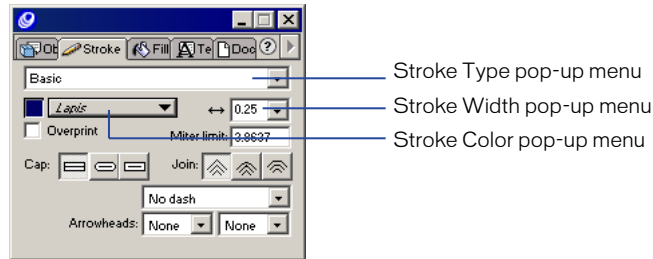 Ob Stroke Fill Te Doc ?
Basic
Lapis 0.25
Overprint Miter limit: 3.8637
Cap: Join:
No dash
Arrowheads: None None
Stroke Type pop-up menu
Stroke Width pop-up menu
Stroke Color pop-up menu